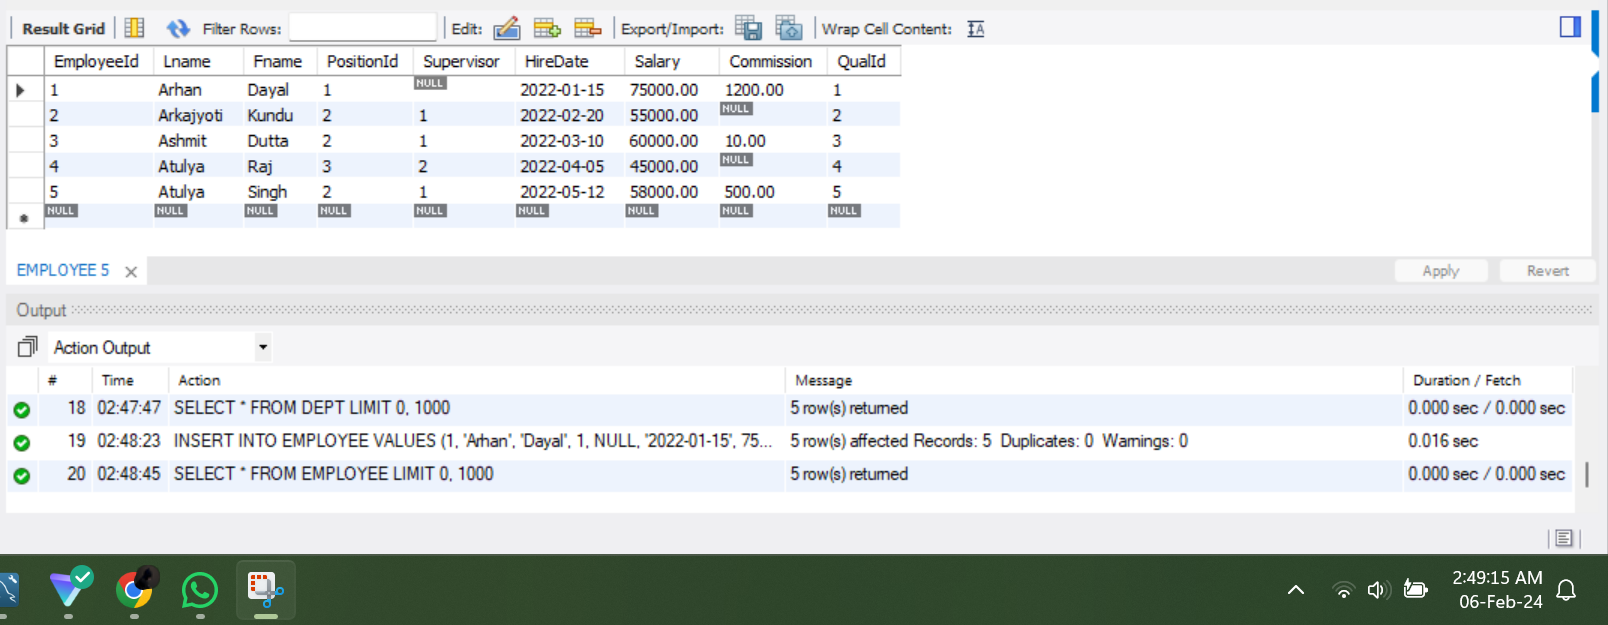 Result Grid Filter Rows: Edit: Export/Import: Wrap Cell Content: IA
EmployeeId Lname Fname PositionId Supervisor HireDate Salary Commission QualId
1 Arhan Dayal 1 NULL 2022-01-15 75000.00 1200.00 1
2 Arkajyoti Kundu 2 1 2022-02-20 55000.00 NULL 2
3 Ashmit Dutta 2 1 2022-03-10 60000.00 10.00 3
4 Atulya Raj 3 2 2022-04-05 45000.00 NULL 4
5 Atulya Singh 2 1 2022-05-12 58000.00 500.00 5
NULL NULL NULL NULL NULL NULL NULL NULL NULL
EMPLOYEE 5 Apply Revert
Output
Action Output
# Time Action Message Duration / Fetch
18 02:47:47 SELECT * FROM DEPT LIMIT 0, 1000 5 row(s) returned 0.000 sec / 0.000 sec
19 02:48:23 INSERT INTO EMPLOYEE VALUES (1, 'Arhan', 'Dayal', 1, NULL, '2022-01-15', 75... 5 row(s) affected Records: 5 Duplicates: 0 Warnings: 0 0.016 sec
20 02:48:45 SELECT * FROM EMPLOYEE LIMIT 0, 1000 5 row(s) returned 0.000 sec / 0.000 sec
2:49:15 AM
06-Feb-24